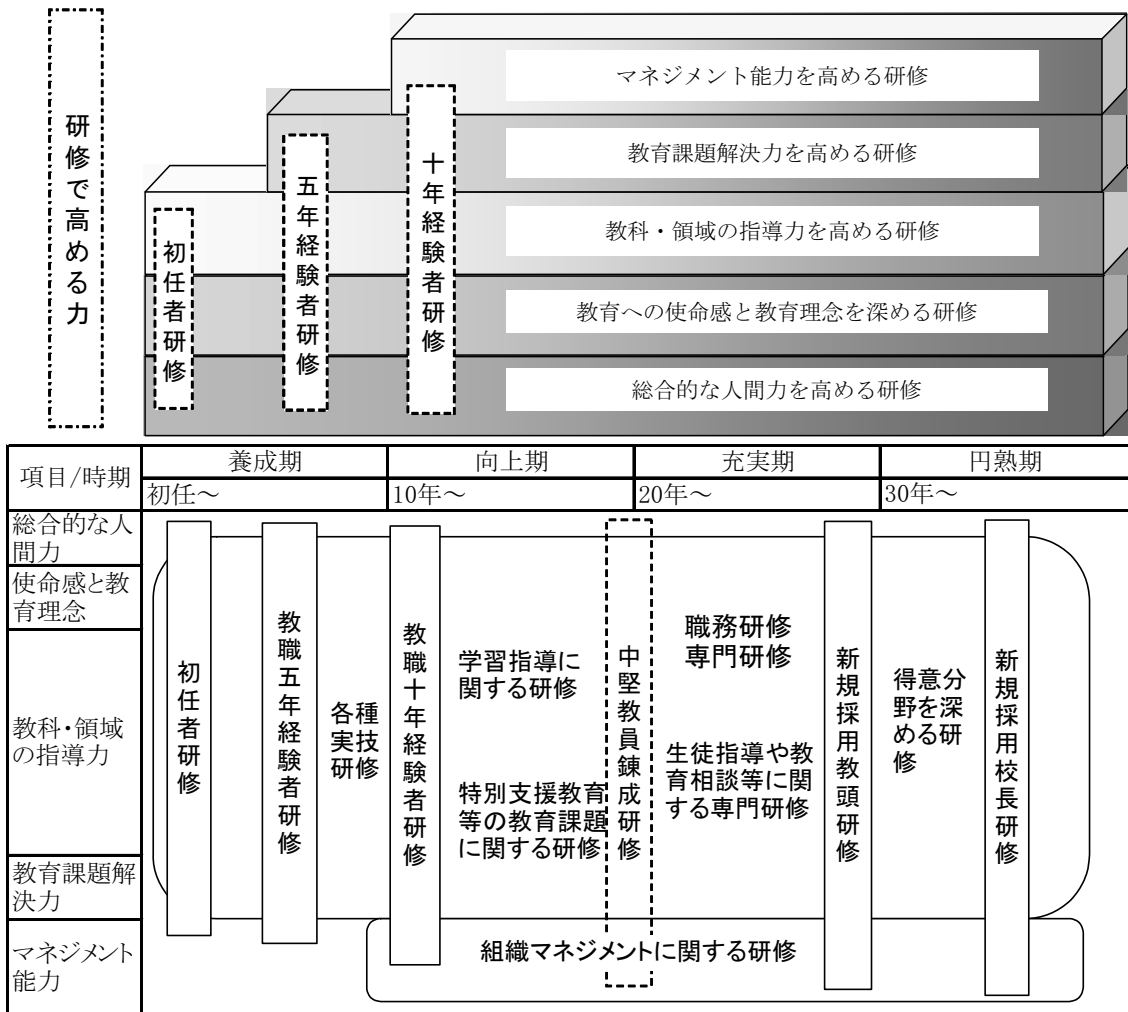 研修で高める力
マネジメント能力を高める研修
教育課題解決力を高める研修
教科・領域の指導力を高める研修
教育への使命感と教育理念を深める研修
総合的な人間力を高める研修
初任者研修
五年経験者研修
十年経験者研修
項目/時期
養成期
向上期
充実期
円熟期
初任～
10年～
20年～
30年～
総合的な人
間力
使命感と教
育理念
教科・領域
の指導力
教育課題解
決力
マネジメント
能力
初任者研修
教職五年経験者研修
各種
実技
研修
教職十年経験者研修
学習指導に
関する研修
特別支援教育
等の教育課題
に関する研修
中堅教員錬成研修
職務研修
専門研修
生徒指導や教
育相談等に関
する専門研修
新規採用教頭研修
得意分
野を深
める研
修
新規採用校長研修
組織マネジメントに関する研修